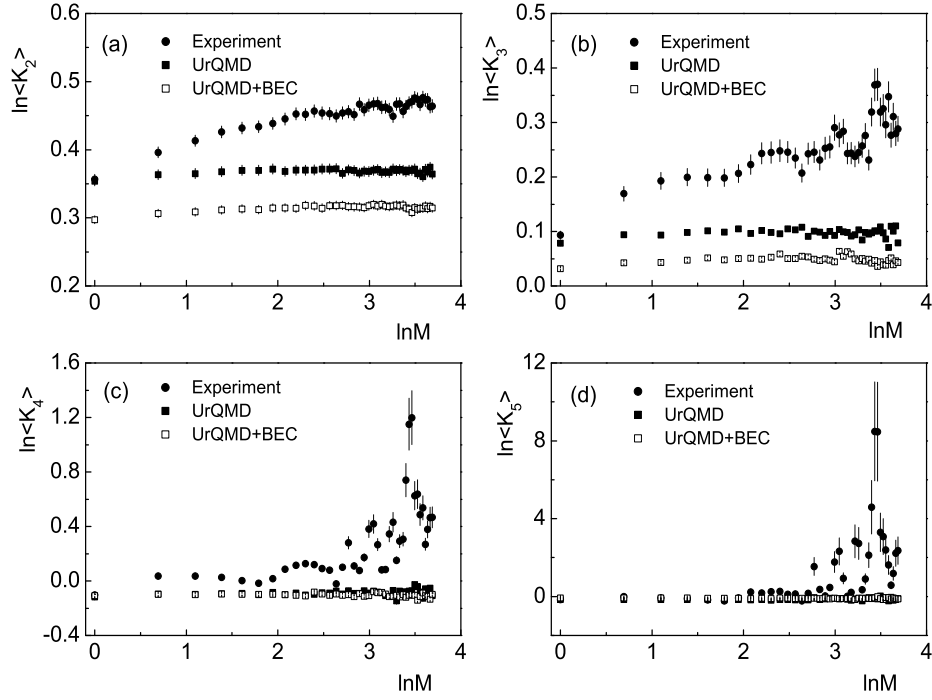 0.6
0.5
0.4
0.3
0.2
ln<K₂>
(a)
Experiment
UrQMD
UrQMD+BEC
0 1 2 3 4
lnM
0.5
0.4
0.3
0.2
0.1
0.0
ln<K₃>
(b)
Experiment
UrQMD
UrQMD+BEC
0 1 2 3 4
lnM
1.6
1.2
0.8
0.4
0.0
-0.4
ln<K₄>
(c)
Experiment
UrQMD
UrQMD+BEC
0 1 2 3 4
lnM
12
8
4
0
ln<K₅>
(d)
Experiment
UrQMD
UrQMD+BEC
0 1 2 3 4
lnM